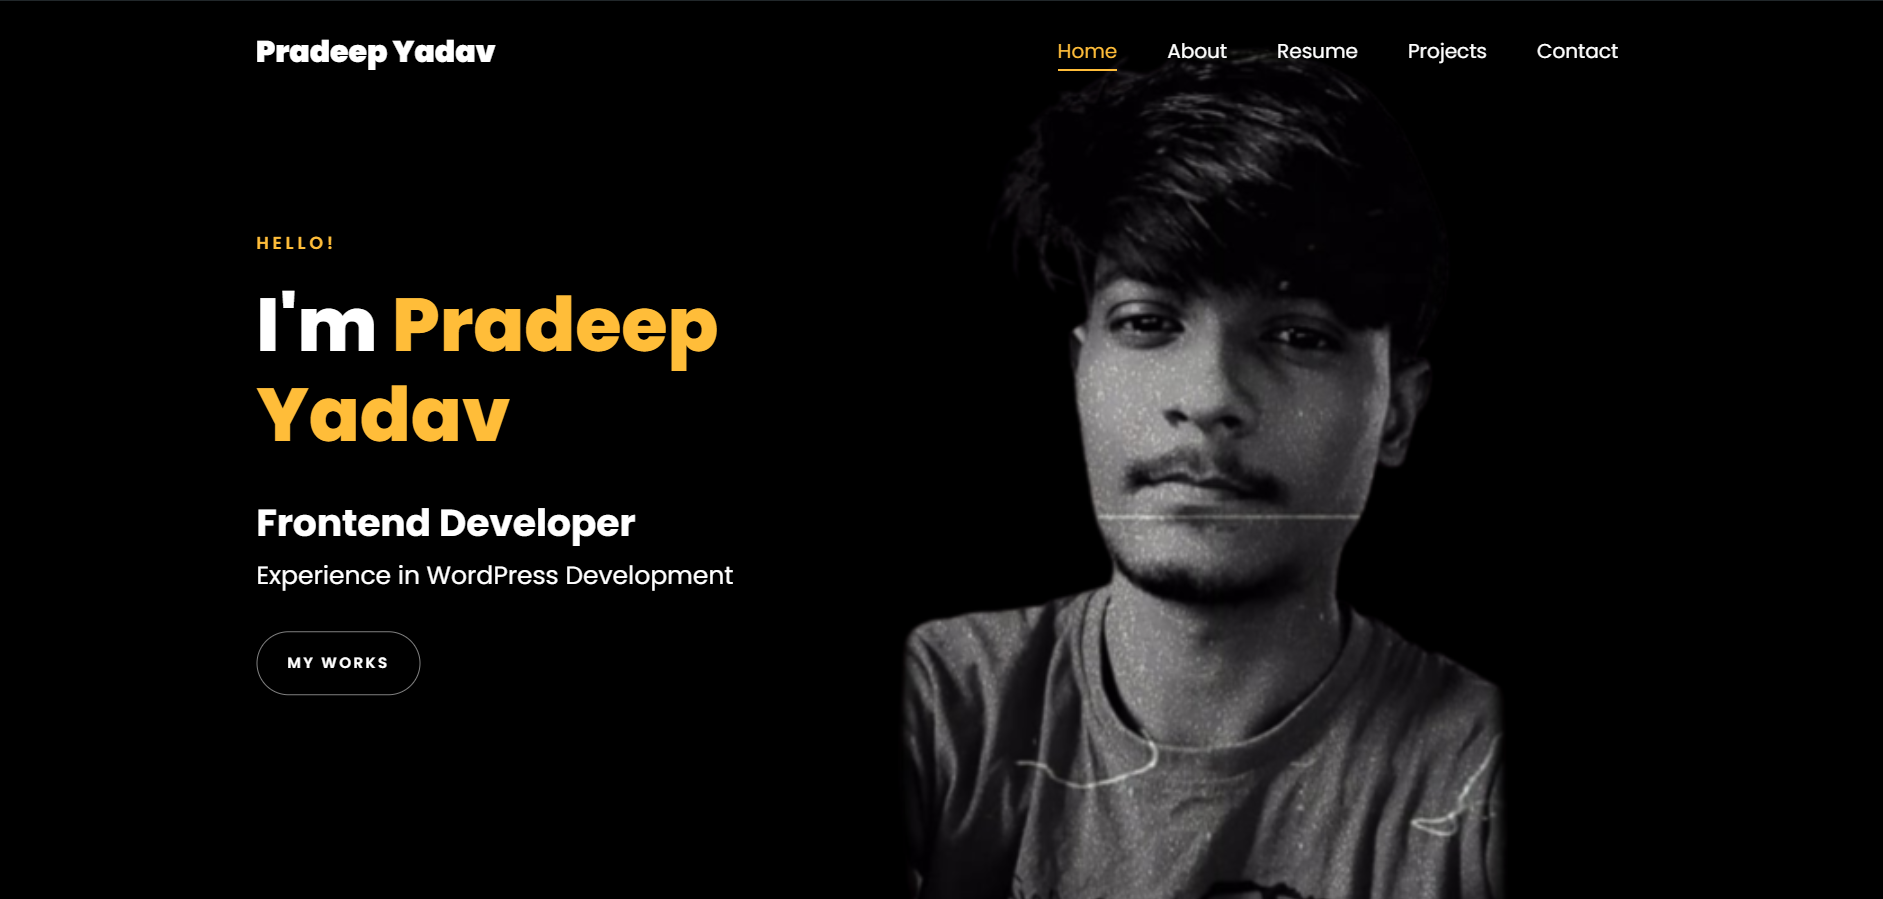 Pradeep Yadav
Home About Resume Projects Contact
HELLO!
I'm Pradeep
Yadav
Frontend Developer
Experience in WordPress Development
MY WORKS